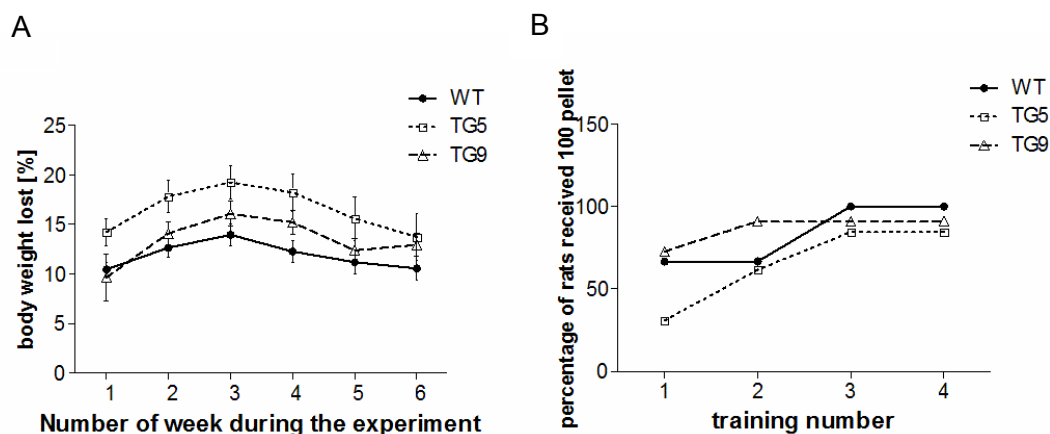 A
WT
TG5
TG9
body weight lost [%]
25
20
15
10
5
0
1 2 3 4 5 6
Number of week during the experiment
B
WT
TG5
TG9
percentage of rats received 100 pellet
150
100
50
0
1 2 3 4
training number